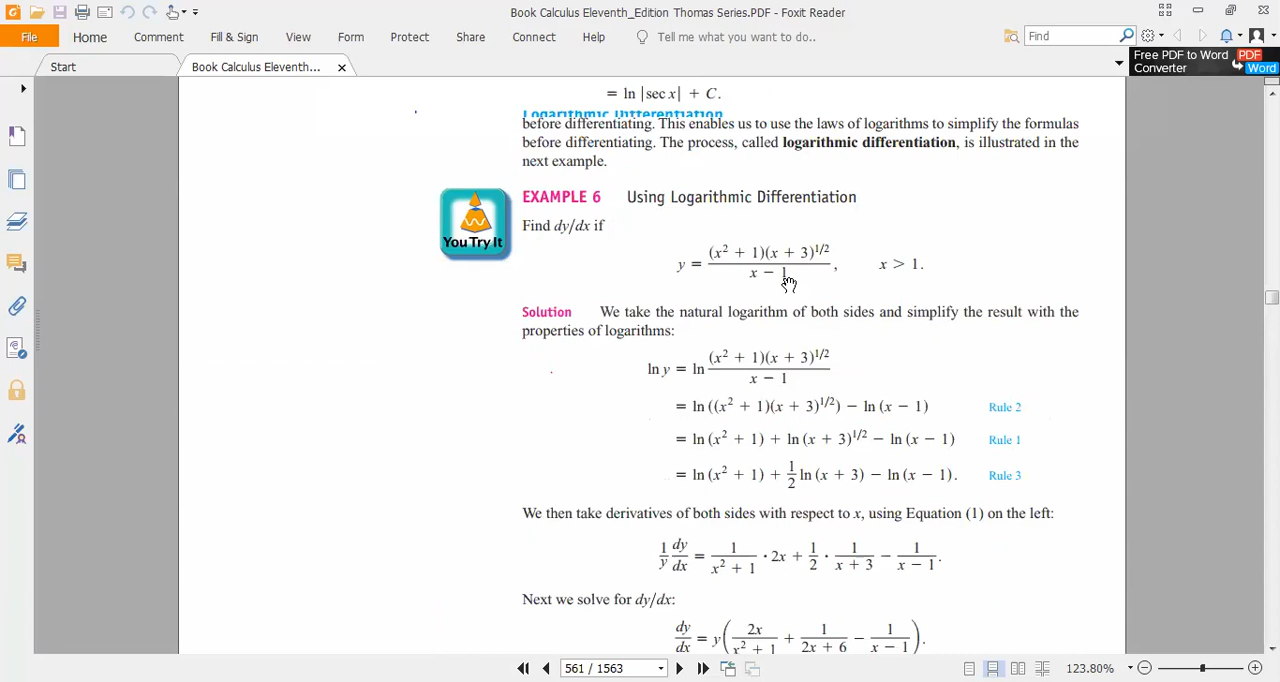 Book Calculus Eleventh_Edition Thomas Series.PDF - Foxit Reader
File Home Comment Fill & Sign View Form Protect Share Connect Help Tell me what you want to do.. Find
Start Book Calculus Eleventh_Edition... Free PDF to Word Converter PDF Word
= ln |sec x| + C.
Logarithmic Differentiation
before differentiating. This enables us to use the laws of logarithms to simplify the formulas
before differentiating. The process, called logarithmic differentiation, is illustrated in the
next example.
EXAMPLE 6 Using Logarithmic Differentiation
You Try It
Find dy/dx if
y = (x² + 1)(x + 3)^1/2 / x − 1, x > 1.
Solution We take the natural logarithm of both sides and simplify the result with the
properties of logarithms:
ln y = ln (x² + 1)(x + 3)^1/2 / x − 1
= ln ((x² + 1)(x + 3)^1/2) − ln (x − 1) Rule 2
= ln (x² + 1) + ln (x + 3)^1/2 − ln (x − 1) Rule 1
= ln (x² + 1) + 1/2 ln (x + 3) − ln (x − 1). Rule 3
We then take derivatives of both sides with respect to x, using Equation (1) on the left:
1/y dy/dx = 1/x² + 1 · 2x + 1/2 · 1/x + 3 − 1/x − 1.
Next we solve for dy/dx:
dy/dx = y(2x/x² + 1 + 1/2x + 6 − 1/x − 1).
561 / 1563 123.80%